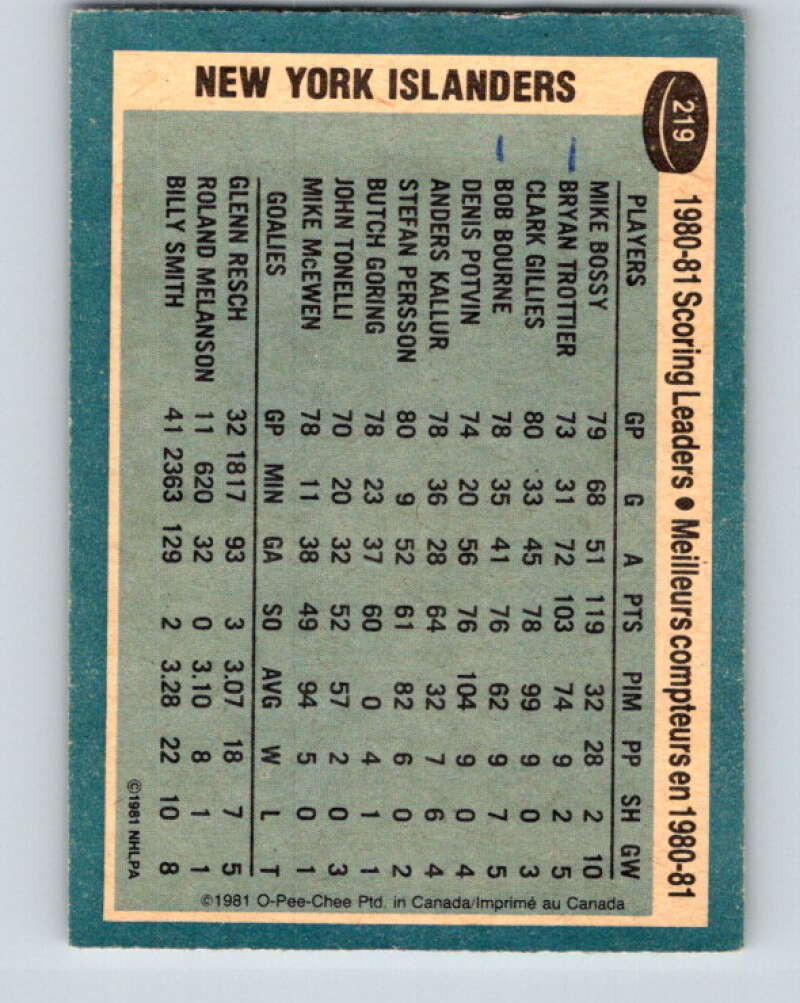 NEW YORK ISLANDERS
219
1980-81 Scoring Leaders • Meilleurs compteurs en 1980-81
PLAYERS GP G A PTS PIM PP SH GW
MIKE BOSSY 79 68 51 119 32 28 2 10
BRYAN TROTTIER 73 31 72 103 74 9 2 5
CLARK GILLIES 80 33 45 78 99 9 0 3
BOB BOURNE 78 35 41 76 62 9 7 5
DENIS POTVIN 74 20 56 76 104 9 0 4
ANDERS KALLUR 78 36 28 64 32 7 6 4
STEFAN PERSSON 80 9 52 61 82 6 0 2
BUTCH GORING 78 23 37 60 0 4 1 1
JOHN TONELLI 70 20 32 52 57 2 0 3
MIKE McEWEN 78 11 38 49 94 5 0 1
GOALIES GP MIN GA SO AVG W L T
GLENN RESCH 32 1817 93 3 3.07 18 7 5
ROLAND MELANSON 11 620 32 0 3.10 8 1 1
BILLY SMITH 41 2363 129 2 3.28 22 10 8
©1981 NHLPA
©1981 O-Pee-Chee Ptd. in Canada/Imprimé au Canada